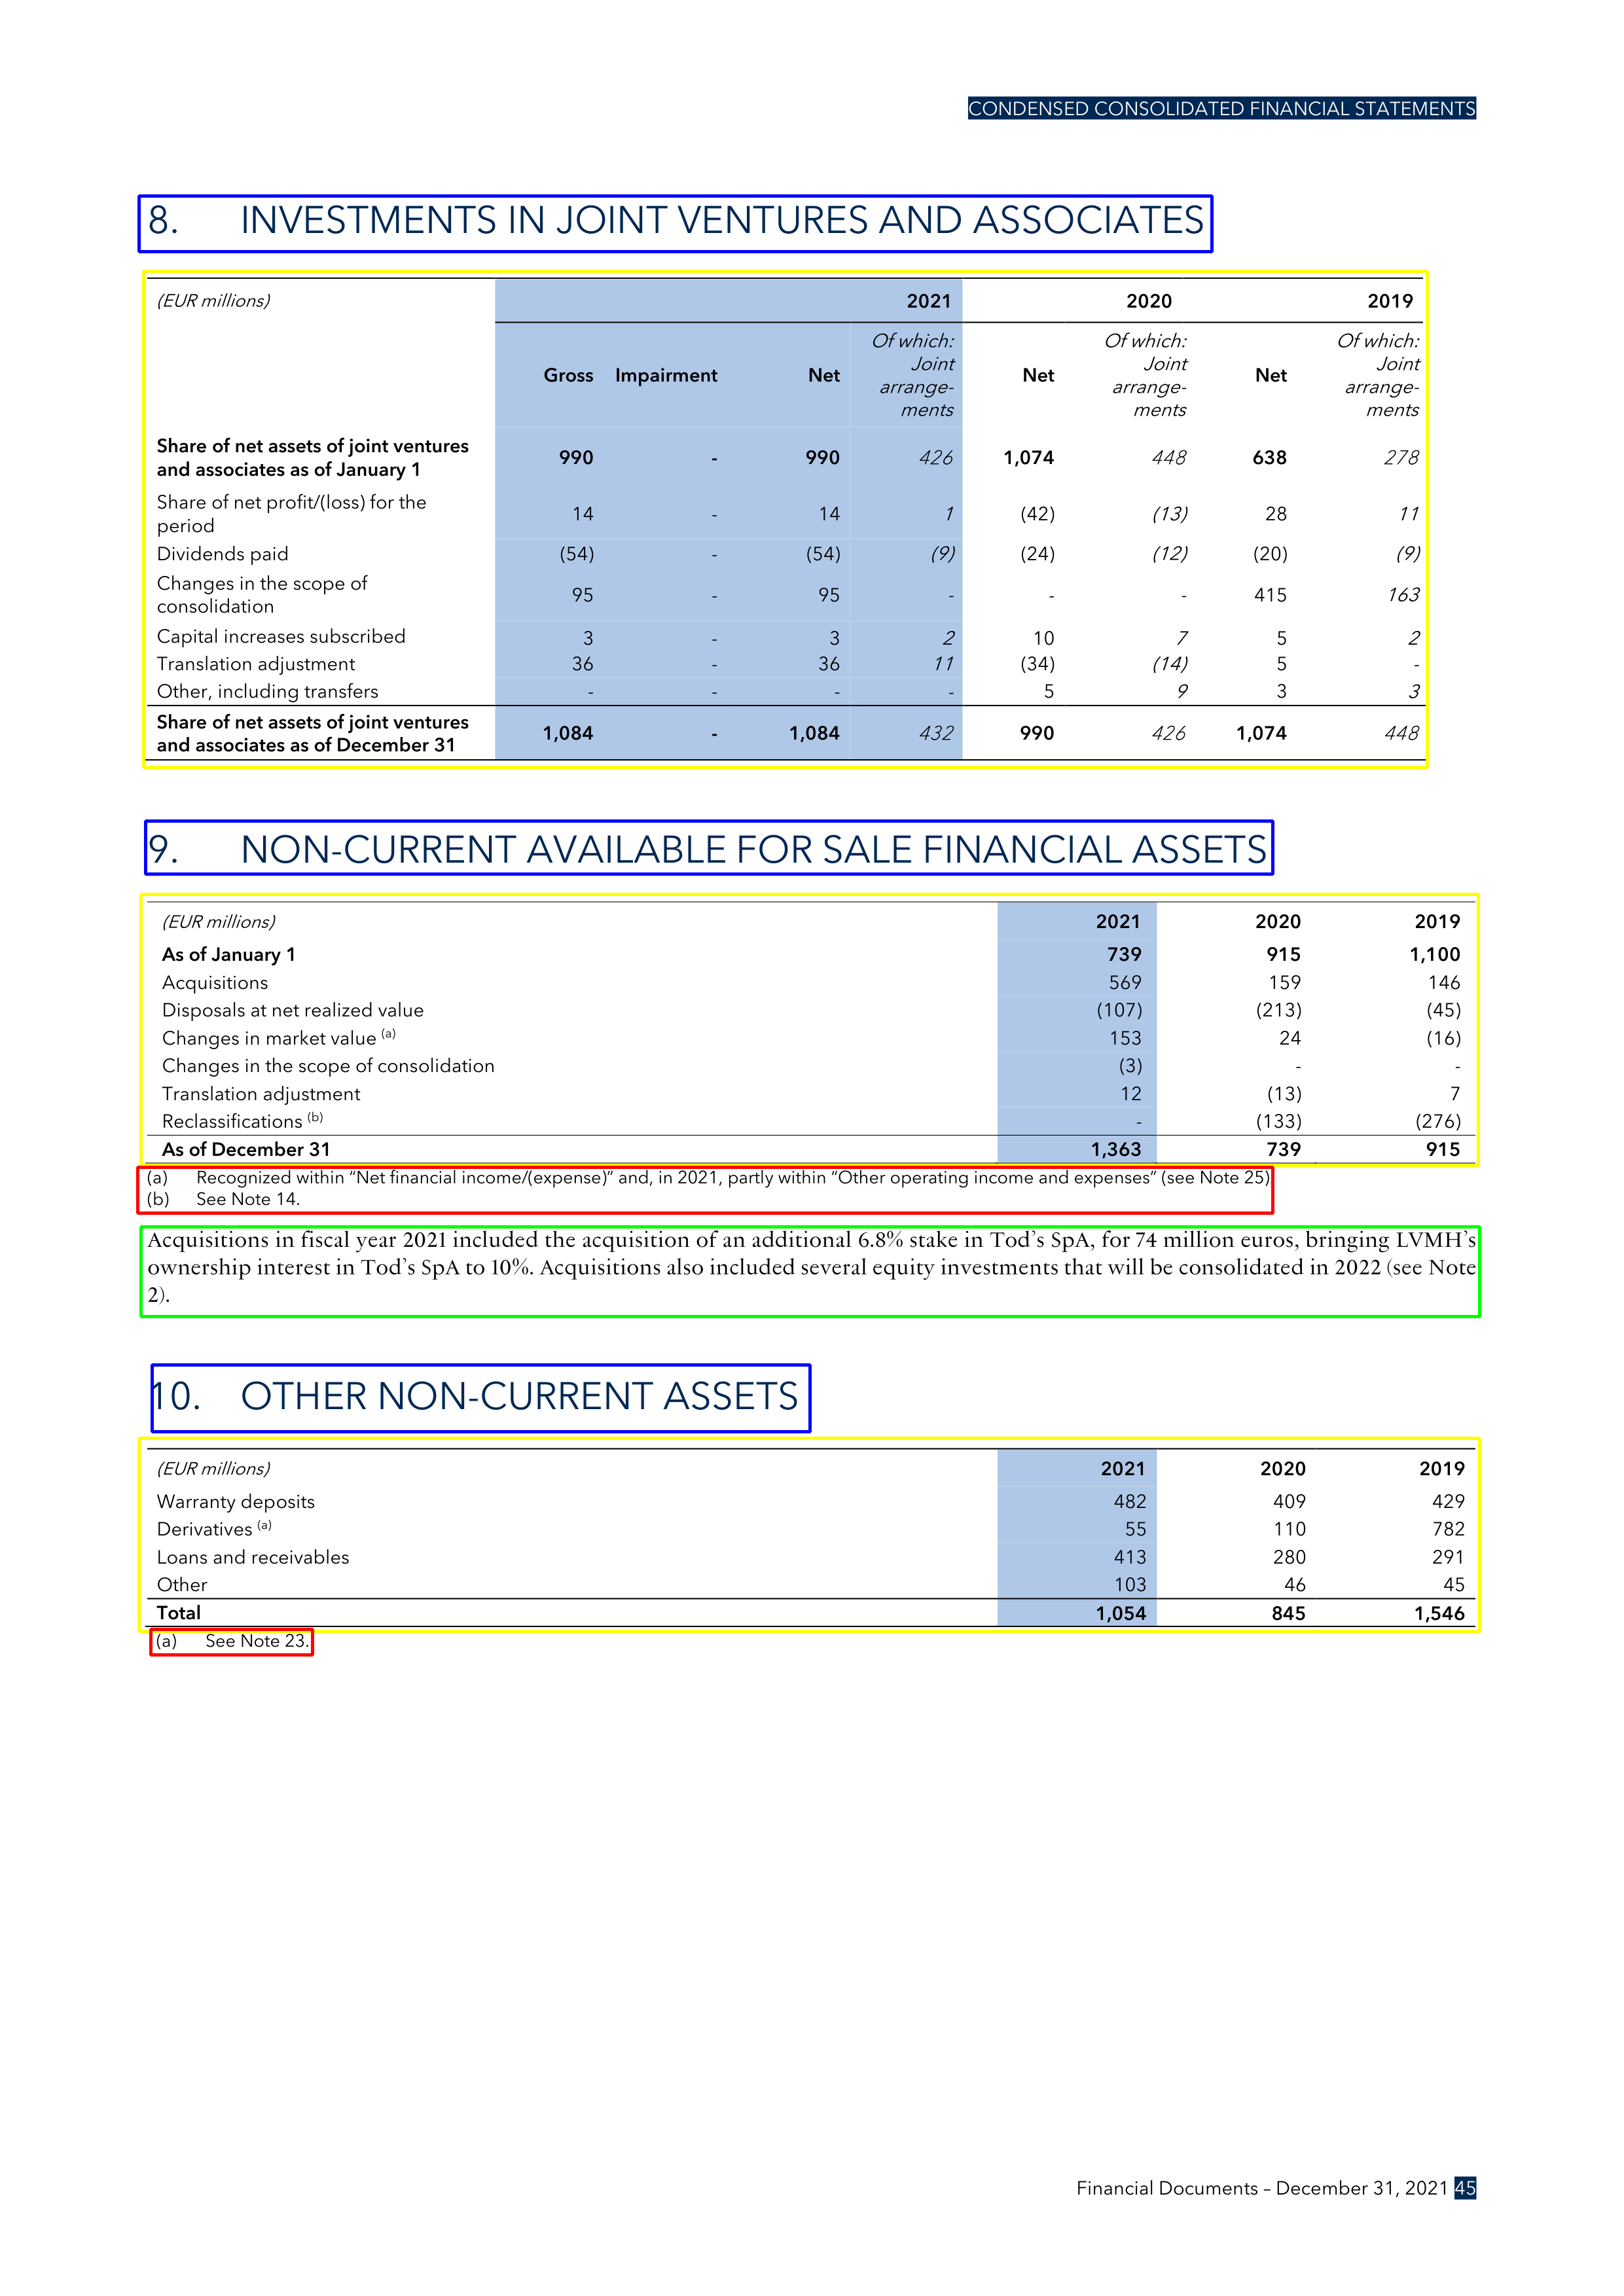 CONDENSED CONSOLIDATED FINANCIAL STATEMENTS
8. INVESTMENTS IN JOINT VENTURES AND ASSOCIATES
(EUR millions) 2021 2020 2019
Gross Impairment Net Of which: Joint arrange- ments Net Of which: Joint arrange- ments Net Of which: Joint arrange- ments
Share of net assets of joint ventures
and associates as of January 1 990 - 990 426 1,074 448 638 278
Share of net profit/(loss) for the
period 14 - 14 1 (42) (13) 28 11
Dividends paid (54) - (54) (9) (24) (12) (20) (9)
Changes in the scope of
consolidation 95 - 95 - - - 415 163
Capital increases subscribed 3 - 3 2 10 7 5 2
Translation adjustment 36 - 36 11 (34) (14) 5 -
Other, including transfers - - - - 5 9 3 3
Share of net assets of joint ventures
and associates as of December 31 1,084 - 1,084 432 990 426 1,074 448
9. NON-CURRENT AVAILABLE FOR SALE FINANCIAL ASSETS
(EUR millions) 2021 2020 2019
As of January 1 739 915 1,100
Acquisitions 569 159 146
Disposals at net realized value (107) (213) (45)
Changes in market value (a) 153 24 (16)
Changes in the scope of consolidation (3) - -
Translation adjustment 12 (13) 7
Reclassifications (b) - (133) (276)
As of December 31 1,363 739 915
(a) Recognized within “Net financial income/(expense)” and, in 2021, partly within “Other operating income and expenses” (see Note 25)
(b) See Note 14.
Acquisitions in fiscal year 2021 included the acquisition of an additional 6.8% stake in Tod’s SpA, for 74 million euros, bringing LVMH’s
ownership interest in Tod’s SpA to 10%. Acquisitions also included several equity investments that will be consolidated in 2022 (see Note
2).
10. OTHER NON-CURRENT ASSETS
(EUR millions) 2021 2020 2019
Warranty deposits 482 409 429
Derivatives (a) 55 110 782
Loans and receivables 413 280 291
Other 103 46 45
Total 1,054 845 1,546
(a) See Note 23.
Financial Documents – December 31, 2021 45